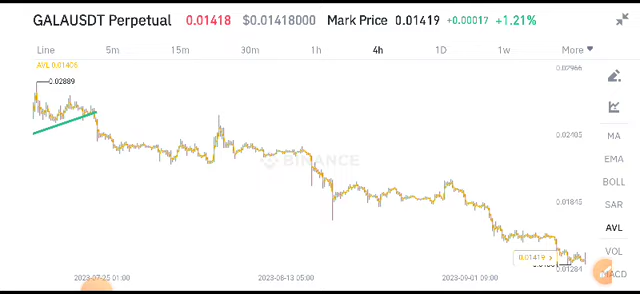 GALAUSDT Perpetual 0.01418 $0.01418000 Mark Price 0.01419 +0.00017 +1.21%
Line 5m 15m 30m 1h 4h 1D 1w More
AVL 0.01406
0.02889
0.02966
0.02405
0.01845
0.01284
BINANCE
0.01419
2023-07-25 01:00 2023-08-13 05:00 2023-09-01 09:00
MA
EMA
BOLL
SAR
AVL
VOL
MACD